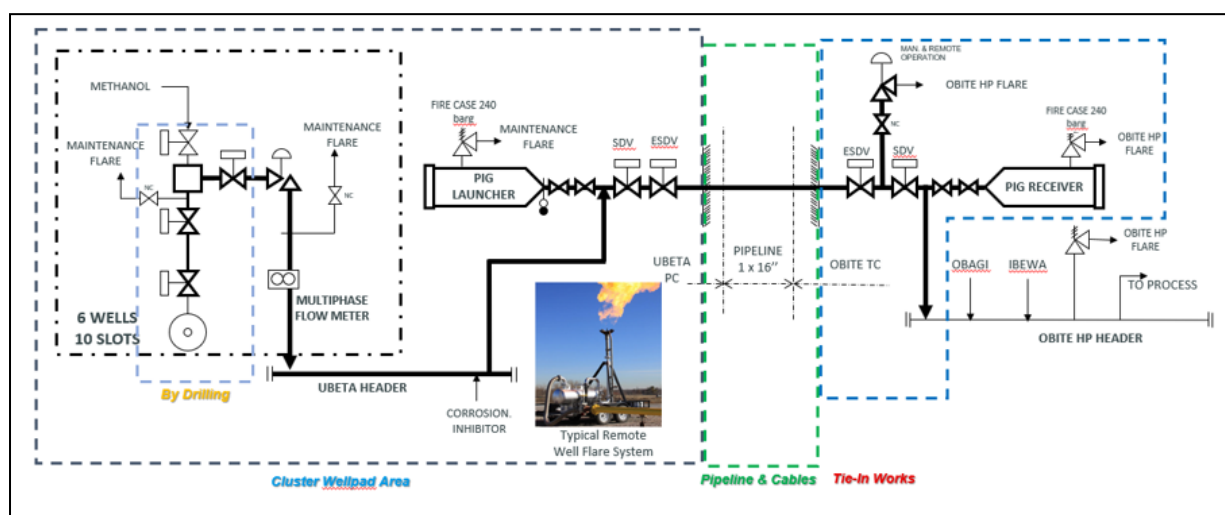 METHANOL
MAINTENANCE
FLARE
NC
MAINTENANCE
FLARE
NC
MULTIPHASE
FLOW METER
6 WELLS
10 SLOTS
By Drilling
UBETA HEADER
CORROSION.
INHIBITOR
FIRE CASE 240
barg
MAINTENANCE
FLARE
PIG
LAUNCHER
SDV
ESDV
Typical Remote
Well Flare System
Cluster Wellpad Area
UBETA
PC
PIPELINE
1 x 16’’
OBITE TC
Pipeline & Cables
MAN. & REMOTE
OPERATION
OBITE HP FLARE
NC
ESDV
SDV
FIRE CASE 240
barg
OBITE HP
FLARE
PIG RECEIVER
OBITE HP
FLARE
OBAGI
IBEWA
TO PROCESS
OBITE HP HEADER
Tie-In Works